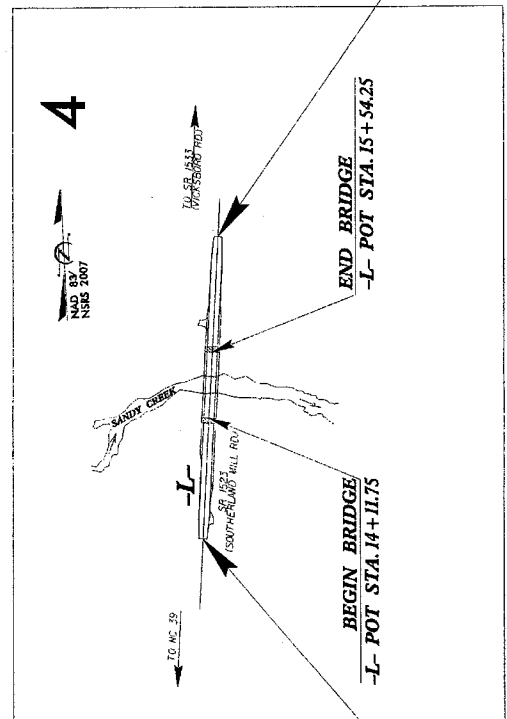 4
NAD 83/
NSRS 2007
TO SR 1533
(VICKSBORO RD.)
END BRIDGE
-L- POT STA. 15+54.25
SANDY CREEK
-L-
SR 1523
(SOUTHERLAND MILL RD.)
BEGIN BRIDGE
-L- POT STA. 14+11.75
TO NC 39